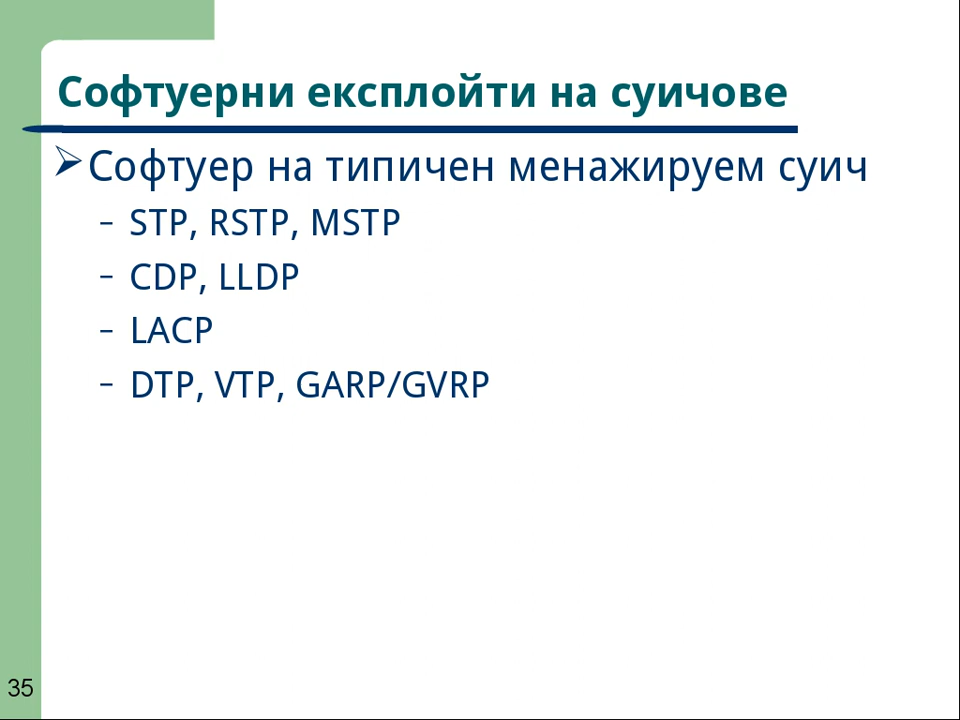 Софтуерни експлойти на суичове
Софтуер на типичен менажируем суич
– STP, RSTP, MSTP
– CDP, LLDP
– LACP
– DTP, VTP, GARP/GVRP
35